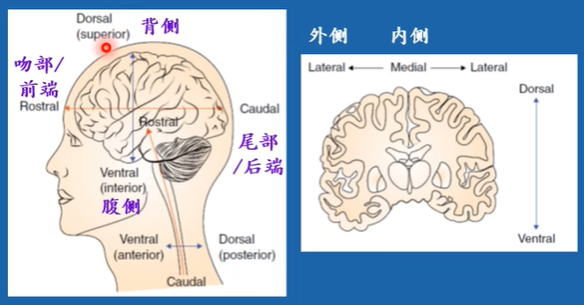 Dorsal
(superior)
背侧
吻部/
前端
Rostral
Caudal
Rostral
尾部
/后端
Ventral
(interior)
腹侧
Ventral
(anterior)
Dorsal
(posterior)
Caudal
外侧 内侧
Lateral Medial Lateral
Dorsal
Ventral